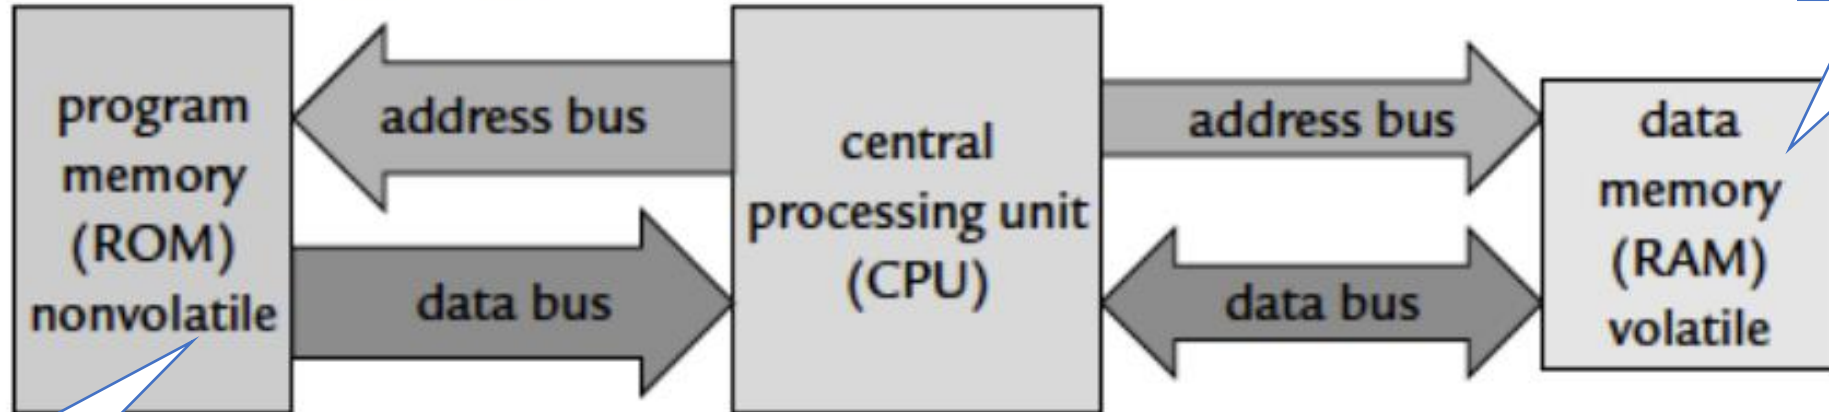 program
memory
(ROM)
nonvolatile
address bus
data bus
central
processing unit
(CPU)
address bus
data bus
data
memory
(RAM)
volatile